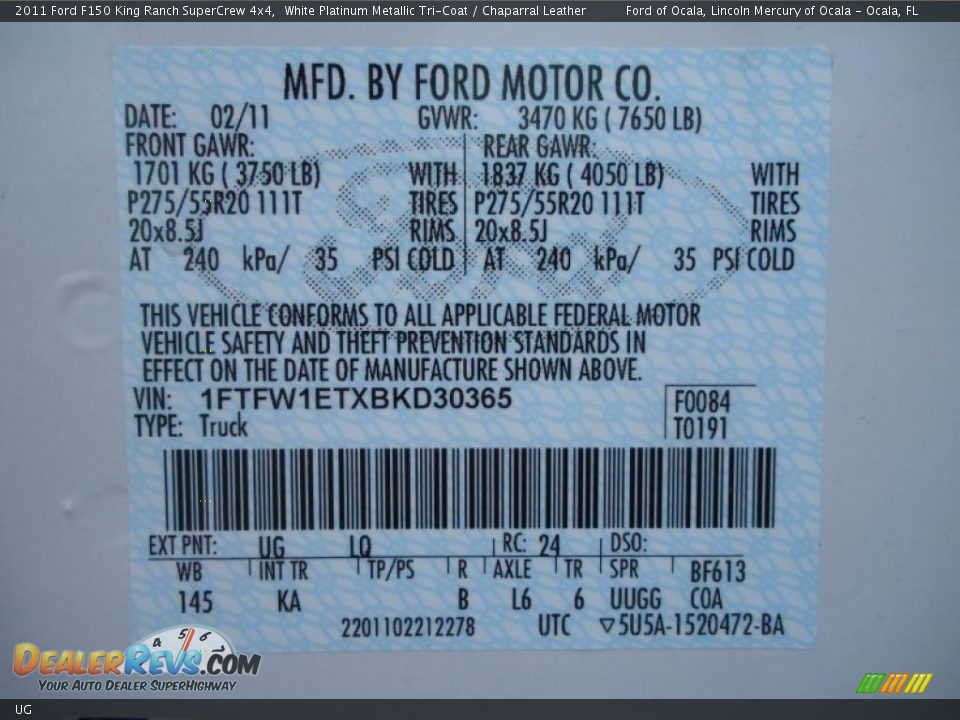 2011 Ford F150 King Ranch SuperCrew 4x4, White Platinum Metallic Tri-Coat / Chaparral Leather Ford of Ocala, Lincoln Mercury of Ocala - Ocala, FL
MFD. BY FORD MOTOR CO.
DATE: 02/11 GVWR: 3470 KG ( 7650 LB)
FRONT GAWR: REAR GAWR:
1701 KG ( 3750 LB) WITH 1837 KG ( 4050 LB) WITH
P275/55R20 111T TIRES P275/55R20 111T TIRES
20x8.5J RIMS 20x8.5J RIMS
AT 240 kPa/ 35 PSI COLD AT 240 kPa/ 35 PSI COLD
THIS VEHICLE CONFORMS TO ALL APPLICABLE FEDERAL MOTOR
VEHICLE SAFETY AND THEFT PREVENTION STANDARDS IN
EFFECT ON THE DATE OF MANUFACTURE SHOWN ABOVE.
VIN: 1FTFW1ETXBKD30365 F0084
TYPE: Truck T0191
EXT PNT: UG LQ RC: 24 DSO:
WB INT TR TP/PS R AXLE TR SPR BF613
145 KA B L6 6 UUGG COA
2201102212278 UTC ▽5U5A-1520472-BA
4 5 6
DEALERREVS.COM
YOUR AUTO DEALER SUPERHIGHWAY
UG